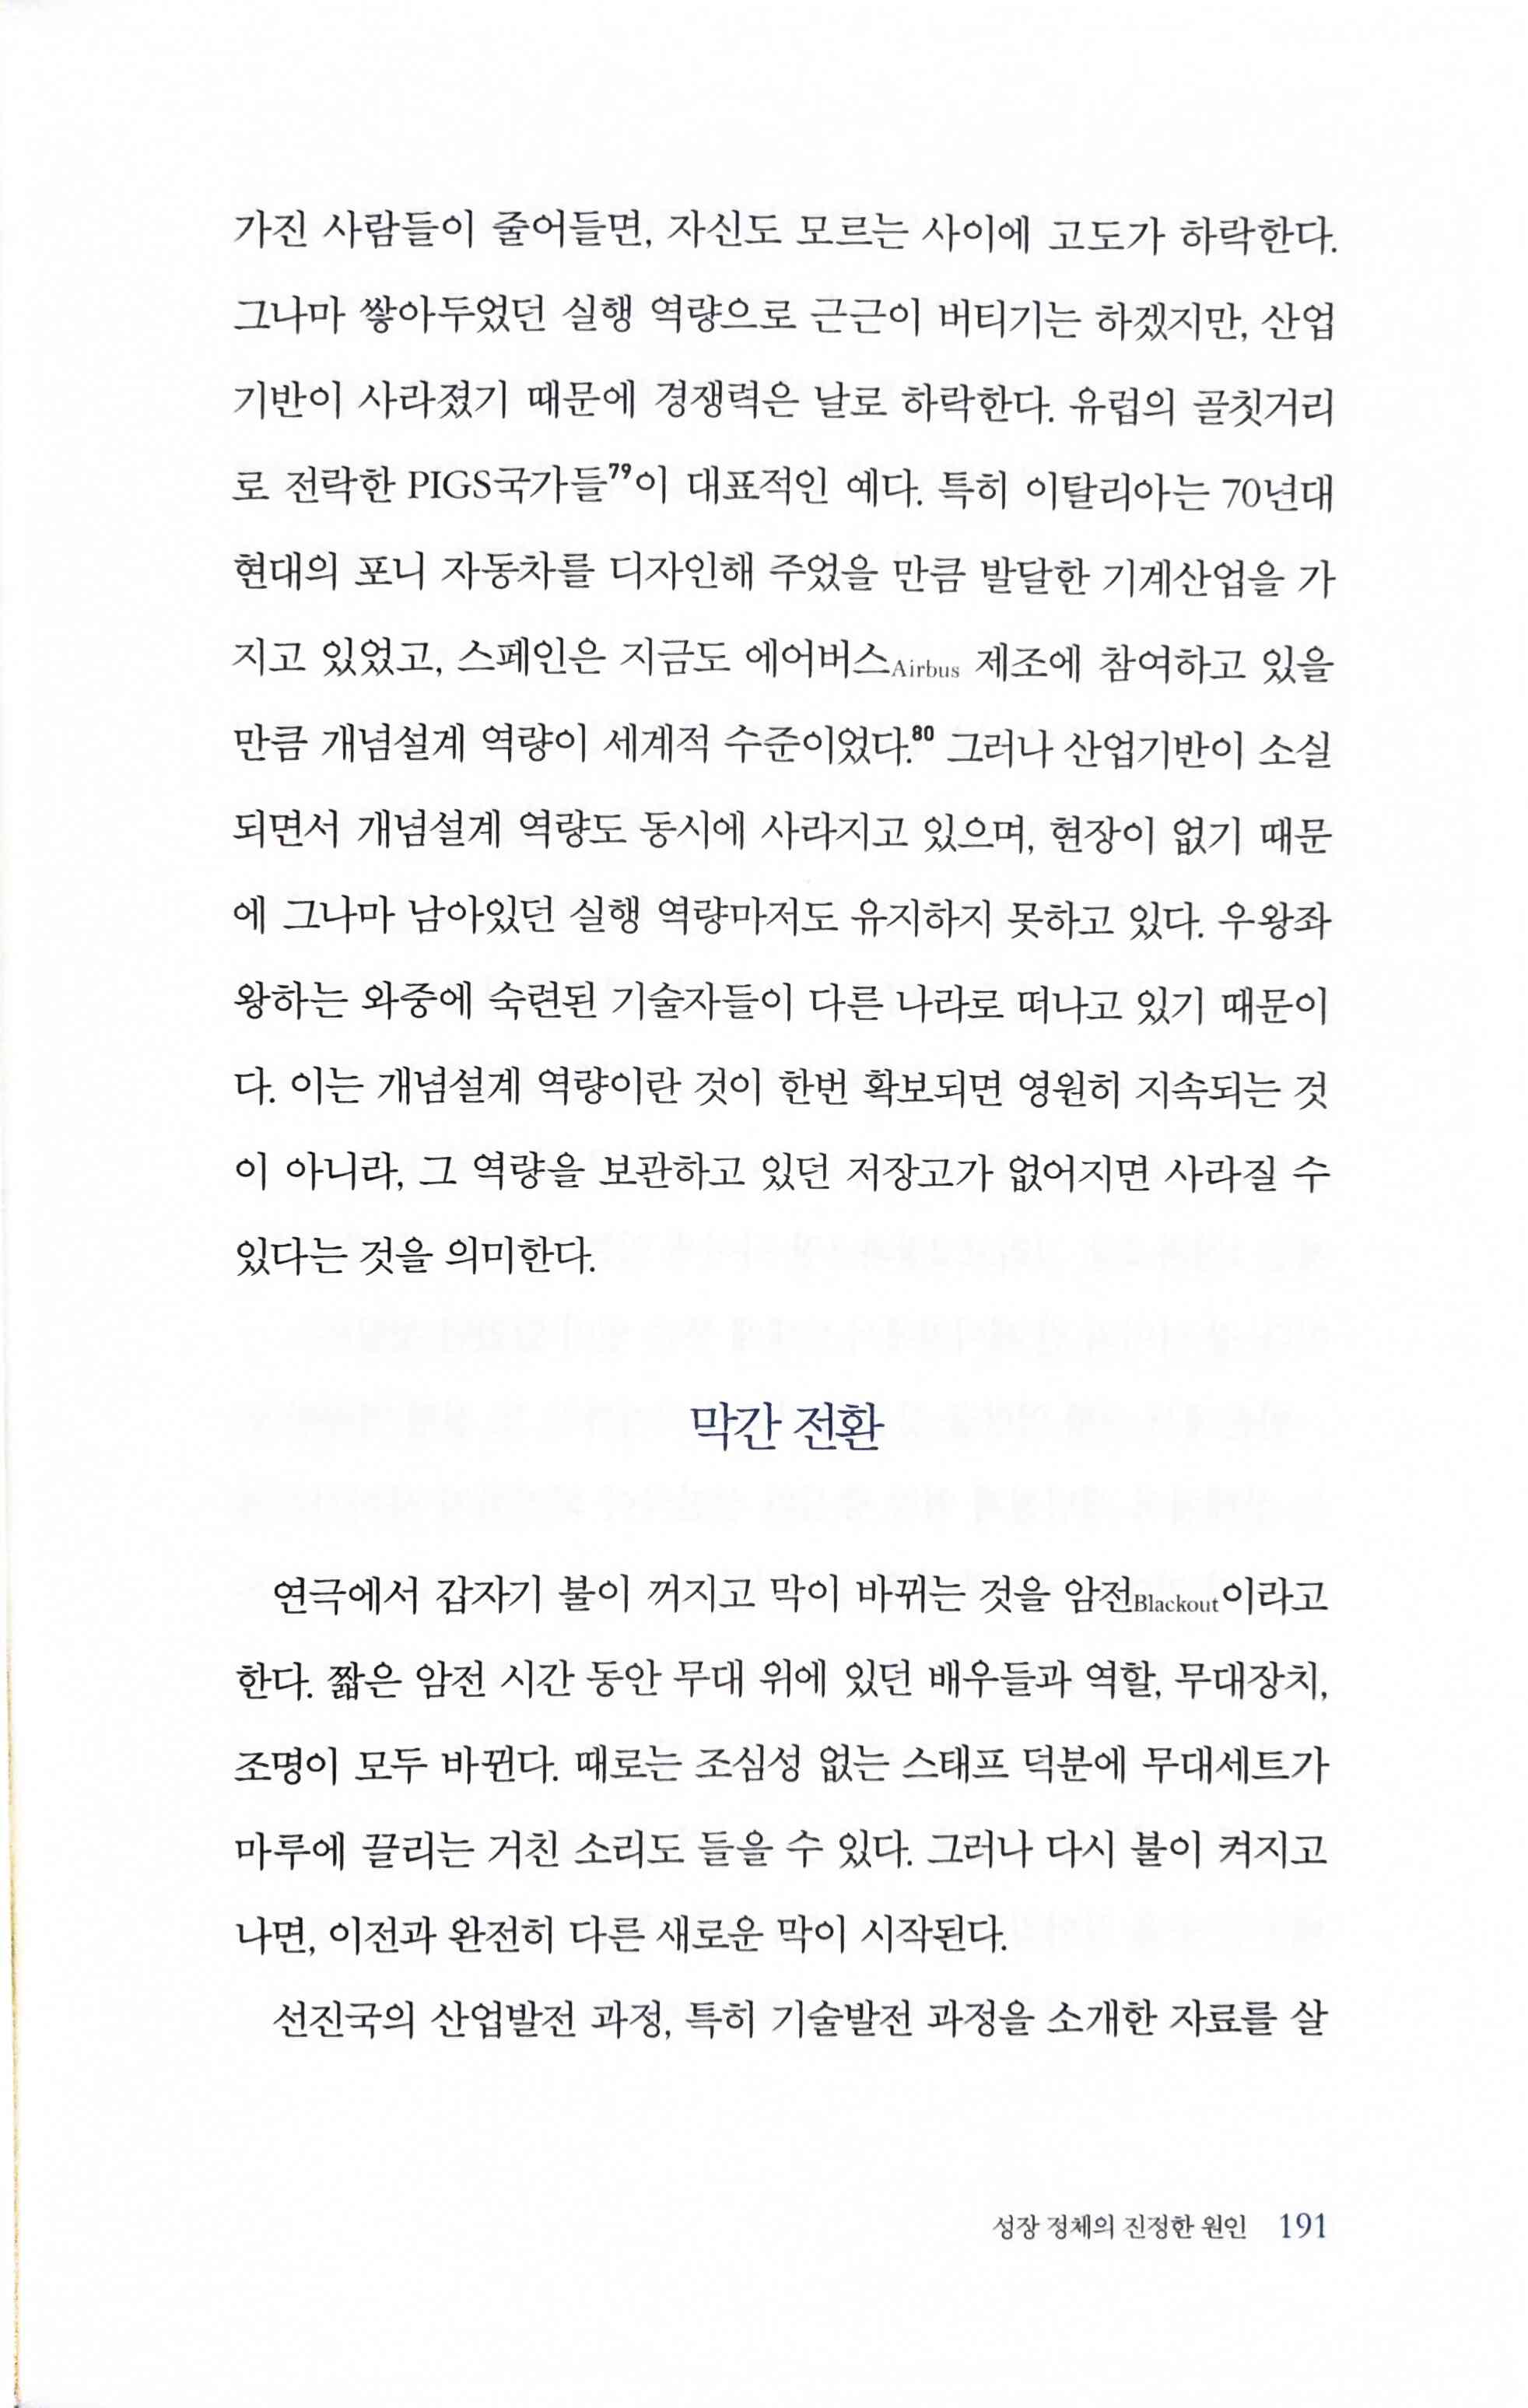 가진 사람들이 줄어들면, 자신도 모르는 사이에 고도가 하락한다.
그나마 쌓아두었던 실행 역량으로 근근이 버티기는 하겠지만, 산업
기반이 사라졌기 때문에 경쟁력은 날로 하락한다. 유럽의 골칫거리
로 전락한 PIGS국가들79이 대표적인 예다. 특히 이탈리아는 70년대
현대의 포니 자동차를 디자인해 주었을 만큼 발달한 기계산업을 가
지고 있었고, 스페인은 지금도 에어버스Airbus 제조에 참여하고 있을
만큼 개념설계 역량이 세계적 수준이었다.80 그러나 산업기반이 소실
되면서 개념설계 역량도 동시에 사라지고 있으며, 현장이 없기 때문
에 그나마 남아있던 실행 역량마저도 유지하지 못하고 있다. 우왕좌
왕하는 와중에 숙련된 기술자들이 다른 나라로 떠나고 있기 때문이
다. 이는 개념설계 역량이란 것이 한번 확보되면 영원히 지속되는 것
이 아니라, 그 역량을 보관하고 있던 저장고가 없어지면 사라질 수
있다는 것을 의미한다.
막간 전환
연극에서 갑자기 불이 꺼지고 막이 바뀌는 것을 암전Blackout이라고
한다. 짧은 암전 시간 동안 무대 위에 있던 배우들과 역할, 무대장치,
조명이 모두 바뀐다. 때로는 조심성 없는 스태프 덕분에 무대세트가
마루에 끌리는 거친 소리도 들을 수 있다. 그러나 다시 불이 켜지고
나면, 이전과 완전히 다른 새로운 막이 시작된다.
선진국의 산업발전 과정, 특히 기술발전 과정을 소개한 자료를 살
성장 정체의 진정한 원인 191